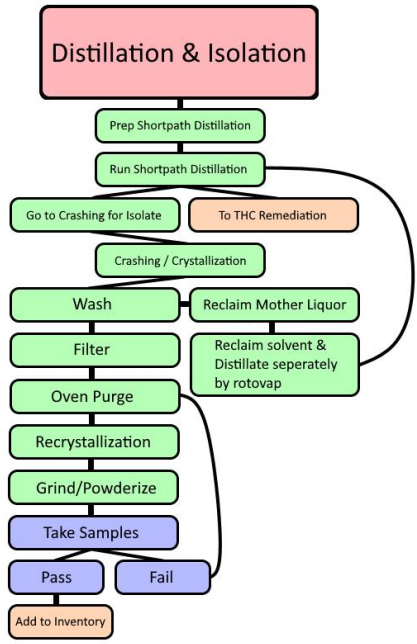 Distillation & Isolation
Prep Shortpath Distillation
Run Shortpath Distillation
Go to Crashing for Isolate
To THC Remediation
Crashing / Crystallization
Wash
Reclaim Mother Liquor
Filter
Reclaim solvent &
Distillate seperately
by rotovap
Oven Purge
Recrystallization
Grind/Powderize
Take Samples
Pass
Fail
Add to Inventory